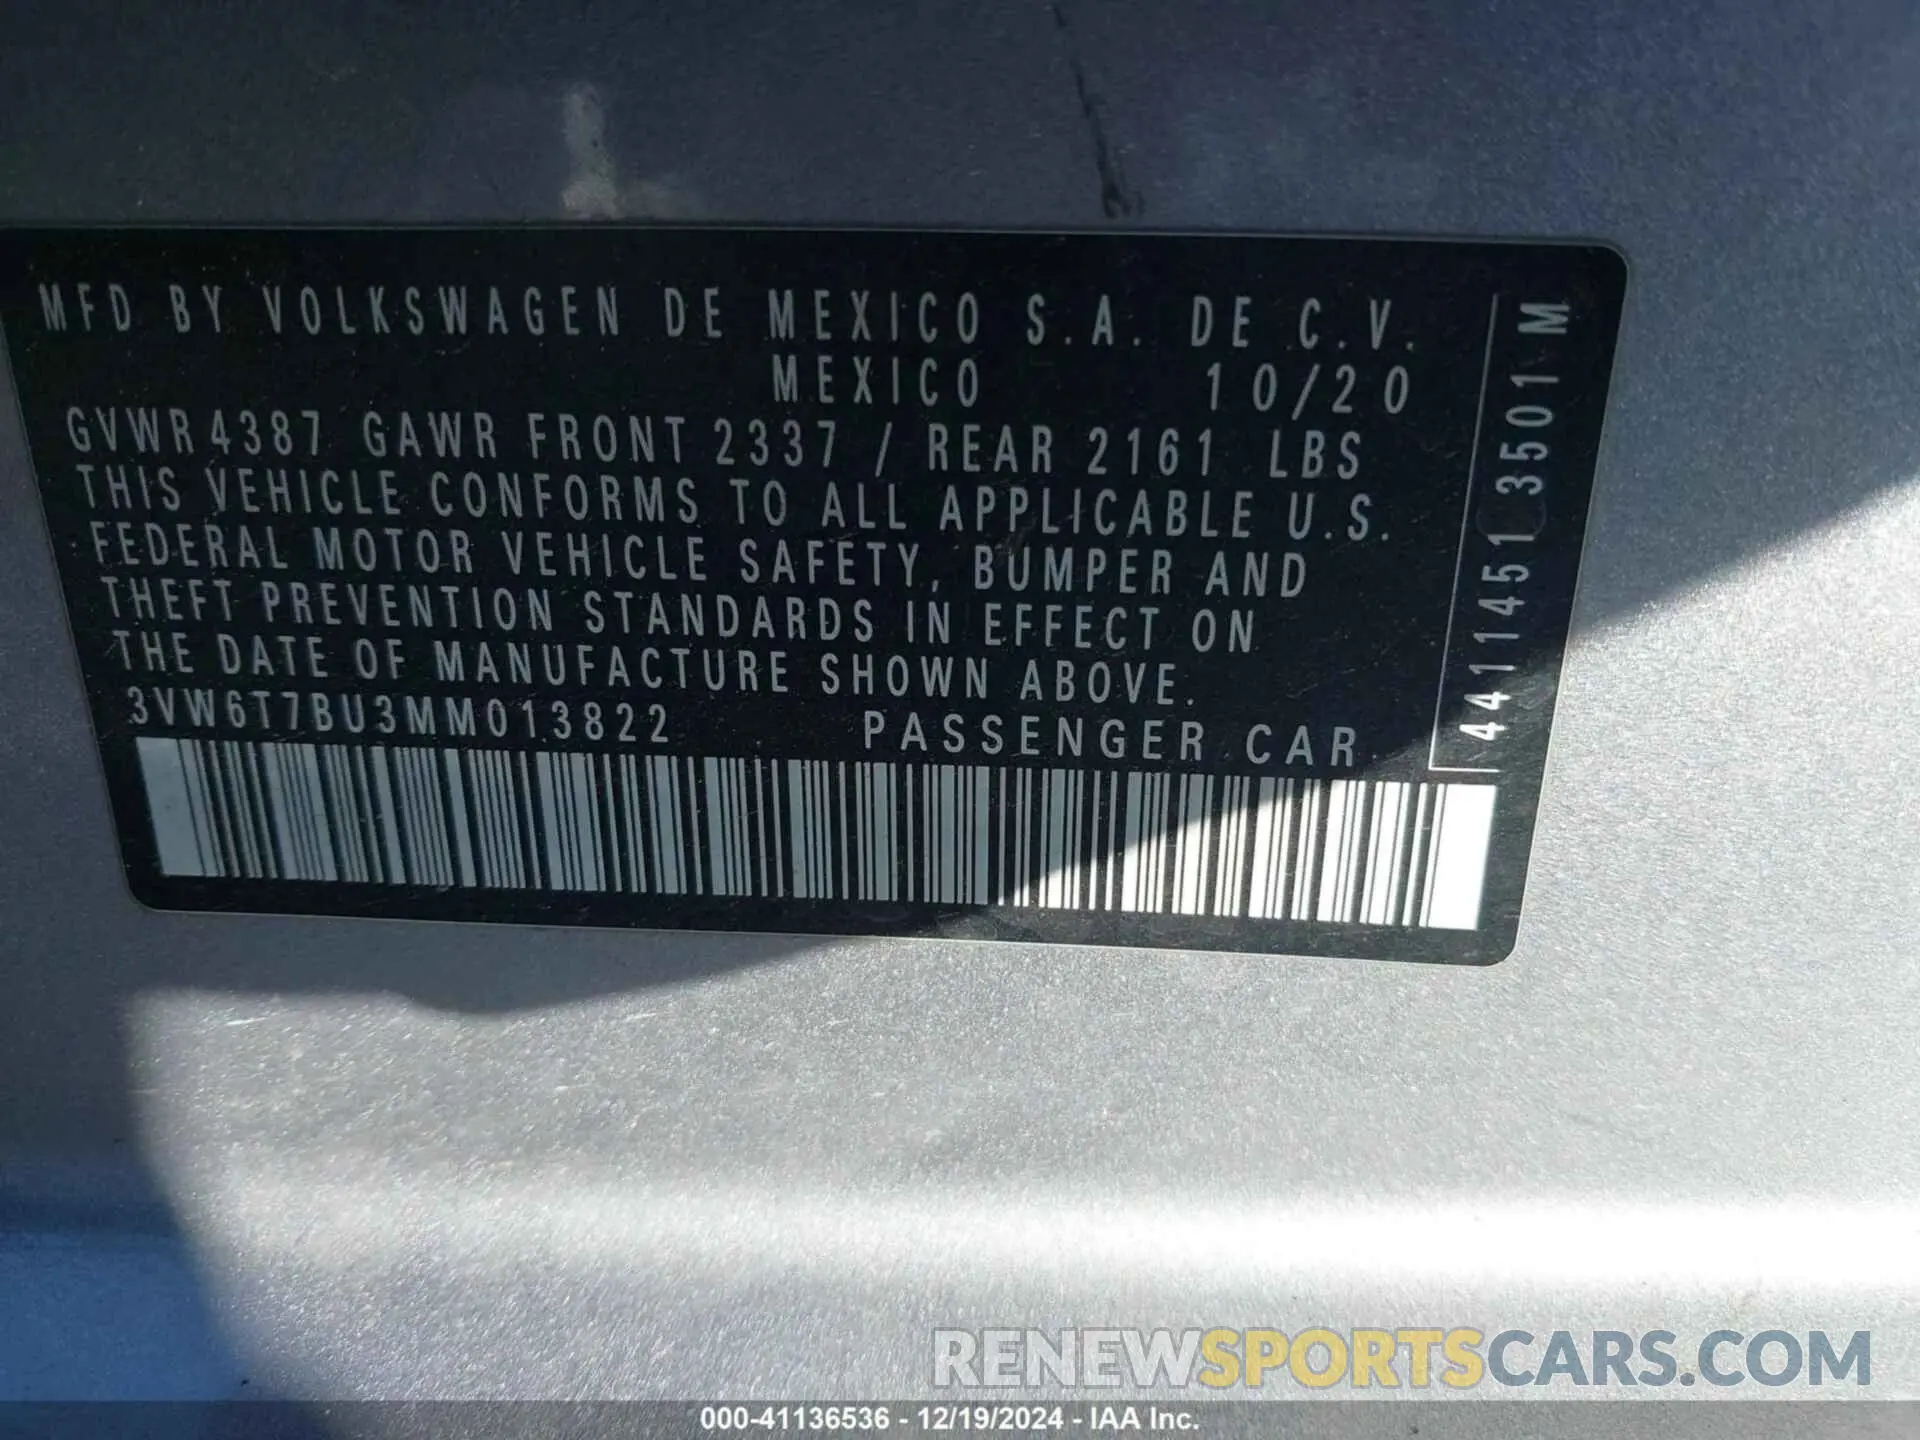 MFD BY VOLKSWAGEN DE MEXICO S.A. DE C.V.
MEXICO 10/20
GVWR 4387 GAWR FRONT 2337 / REAR 2161 LBS
THIS VEHICLE CONFORMS TO ALL APPLICABLE U.S.
FEDERAL MOTOR VEHICLE SAFETY, BUMPER AND
THEFT PREVENTION STANDARDS IN EFFECT ON
THE DATE OF MANUFACTURE SHOWN ABOVE.
3VW6T7BU3MM013822 PASSENGER CAR
4411451 3501 M
RENEWSPORTSCARS.COM
000-41136536 - 12/19/2024 - IAA Inc.